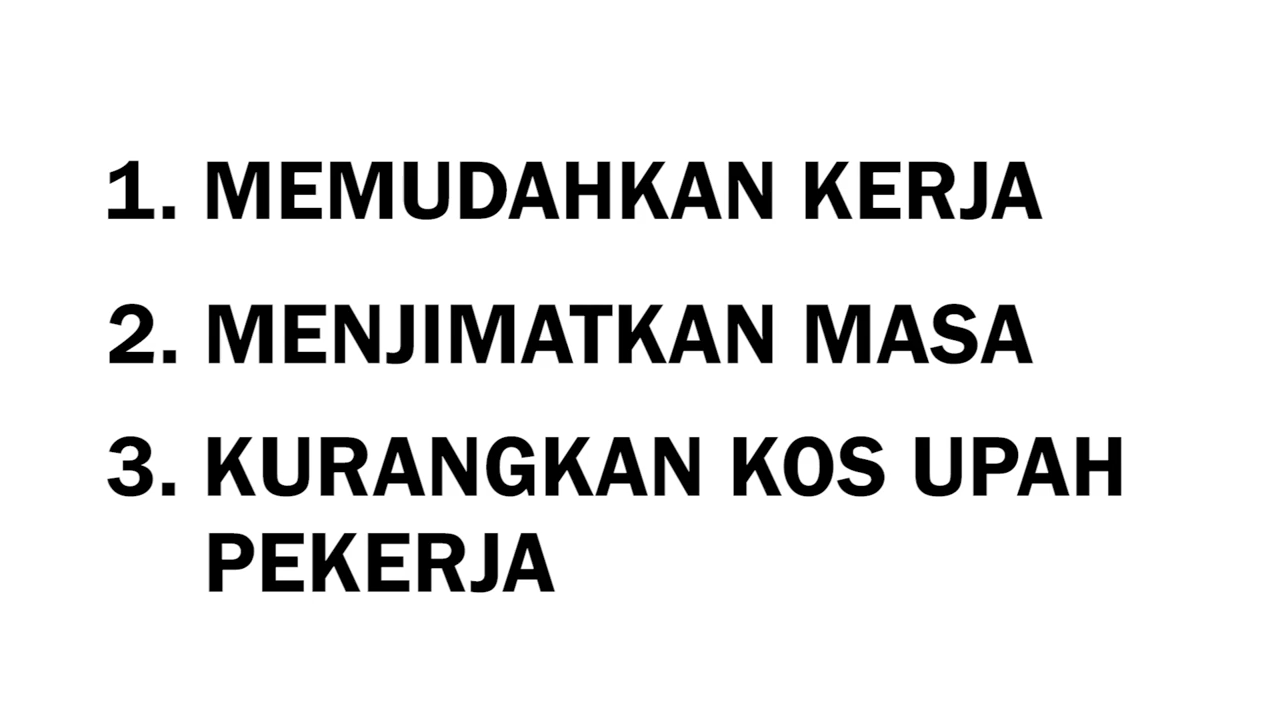 1. MEMUDAHKAN KERJA
2. MENJIMATKAN MASA
3. KURANGKAN KOS UPAH
PEKERJA